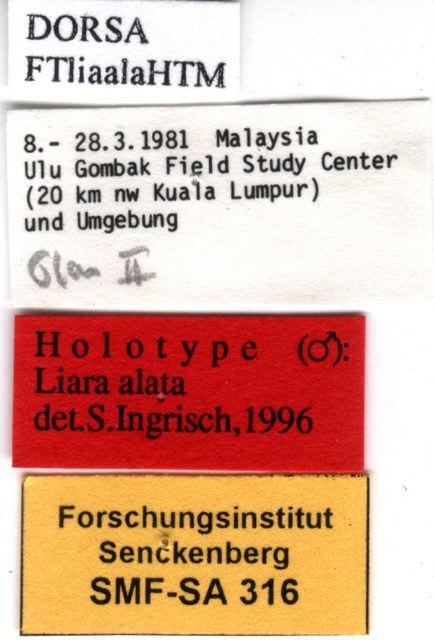 DORSA
FTliaalaHTM
8.- 28.3.1981 Malaysia
Ulu Gombak Field Study Center
(20 km nw Kuala Lumpur)
und Umgebung
II
Holotype (♂):
Liara alata
det.S.Ingrisch,1996
Forschungsinstitut
Senckenberg
SMF-SA 316